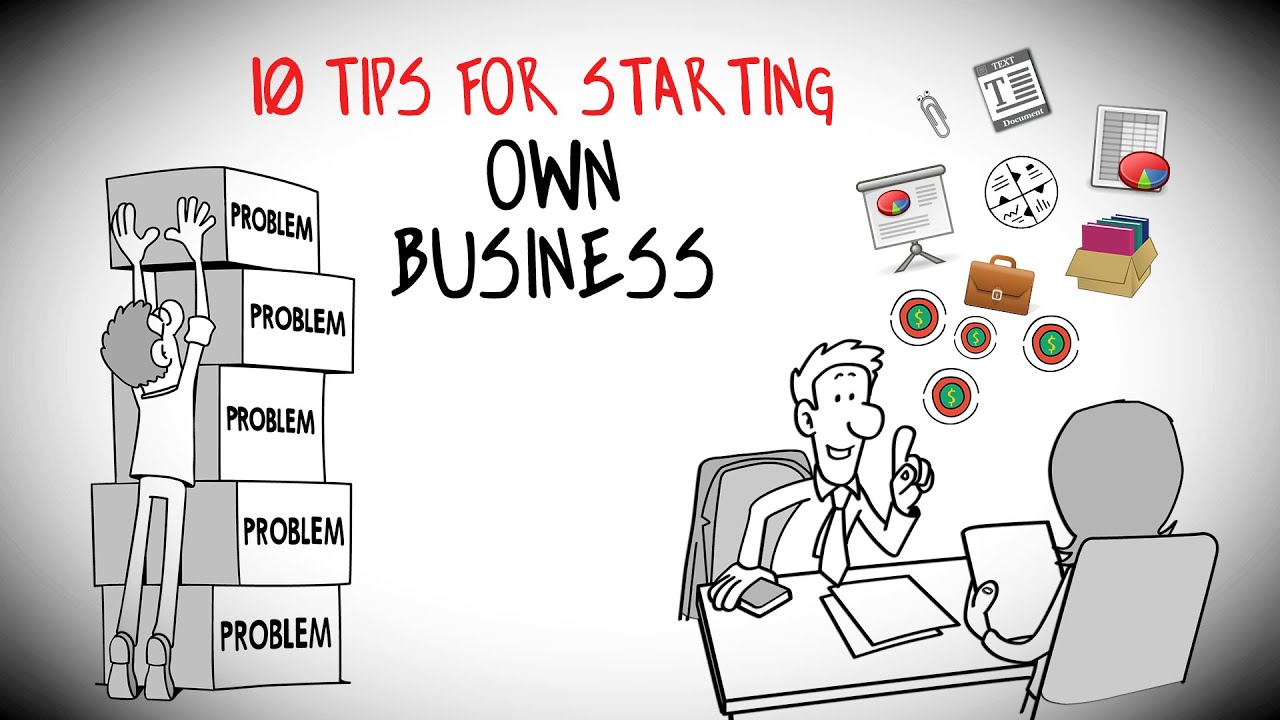 10 TIPS FOR STARTING
OWN
BUSINESS
PROBLEM
PROBLEM
PROBLEM
PROBLEM
PROBLEM
TEXT
T
Document
$
$
$
$